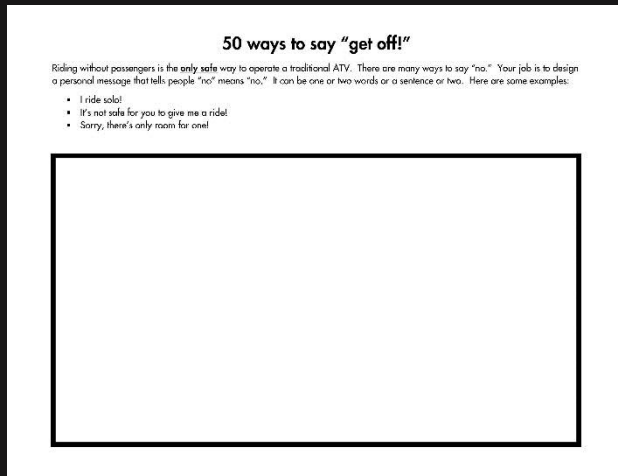 50 ways to say “get off!”
Riding without passengers is the only safe way to operate a traditional ATV. There are many ways to say “no.” Your job is to design
a personal message that tells people “no” means “no.” It can be one or two words or a sentence or two. Here are some examples:
▪ I ride solo!
▪ It’s not safe for you to give me a ride!
▪ Sorry, there’s only room for one!